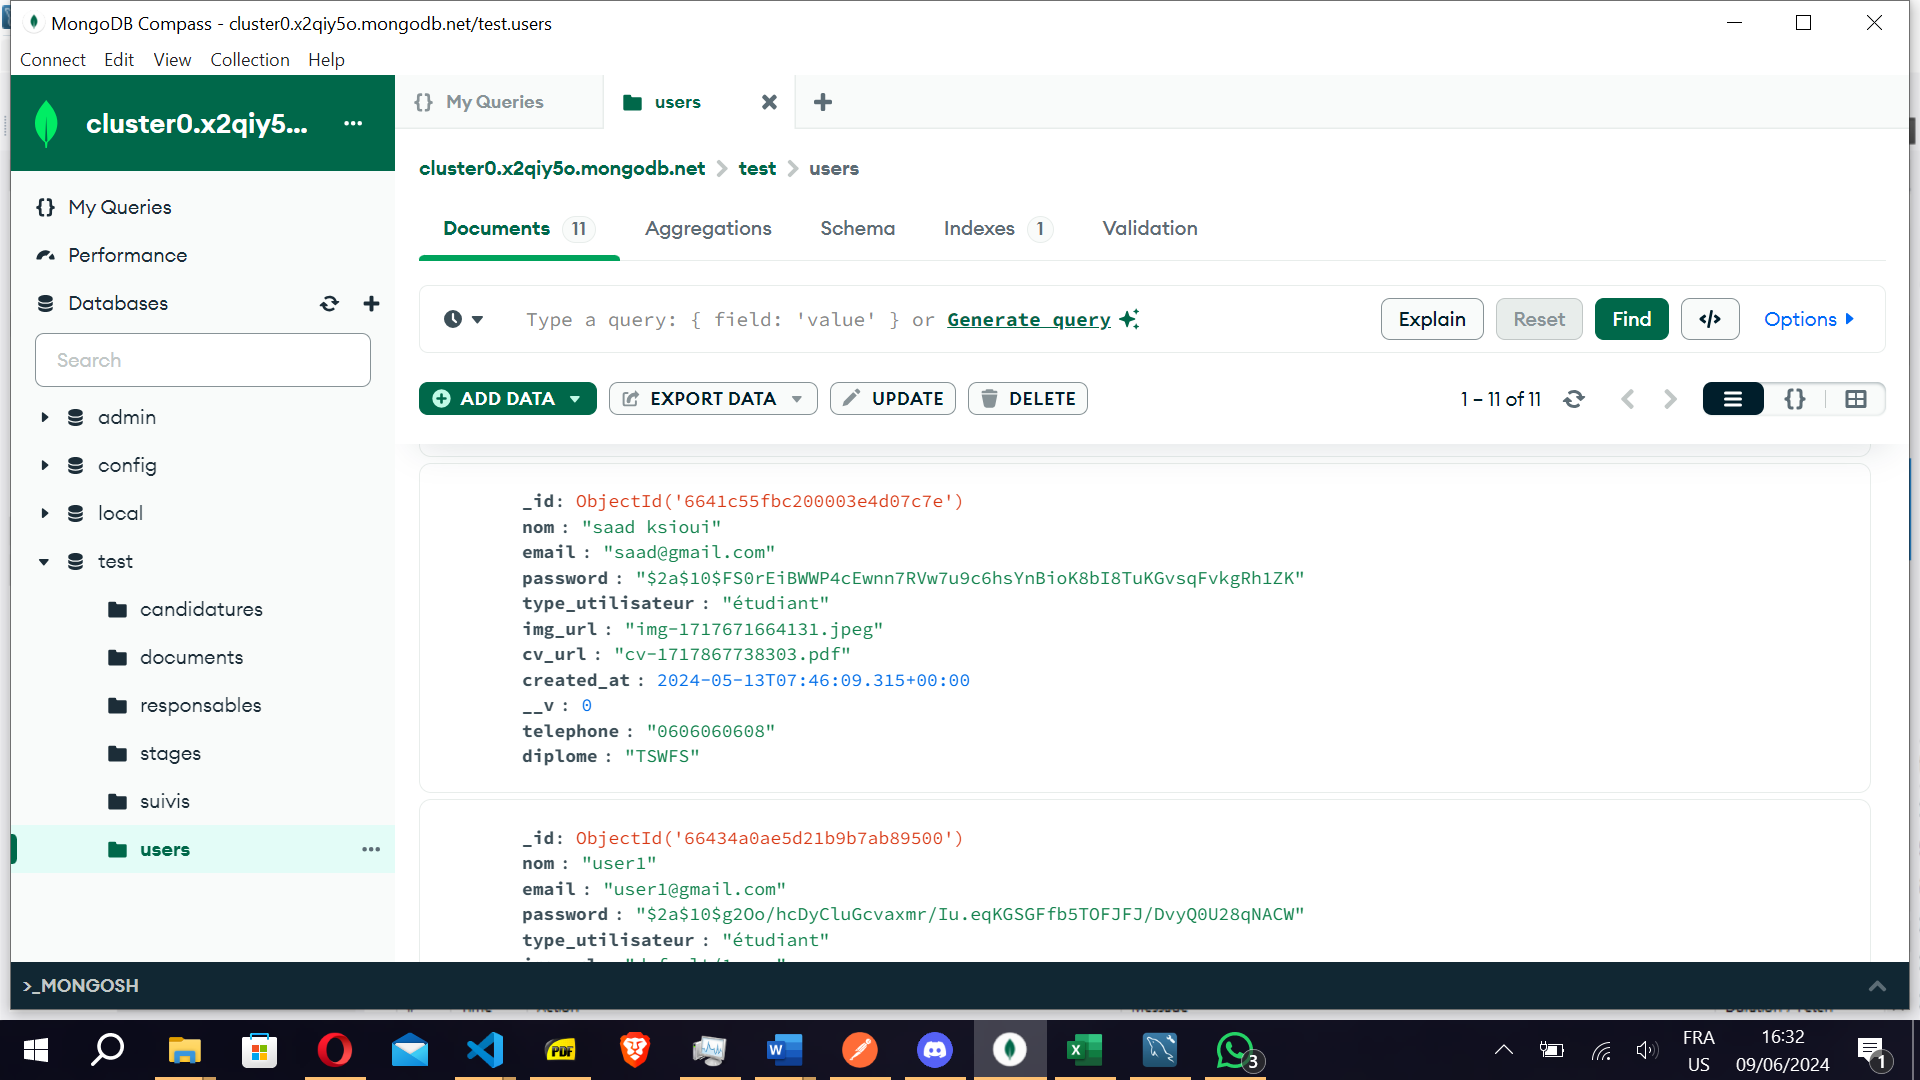 MongoDB Compass - cluster0.x2qiy5o.mongodb.net/test.users
Connect Edit View Collection Help
cluster0.x2qiy5...
My Queries
users
cluster0.x2qiy5o.mongodb.net > test > users
My Queries
Performance
Databases
Search
admin
config
local
test
candidatures
documents
responsables
stages
suivis
users
Documents 11 Aggregations Schema Indexes 1 Validation
Type a query: { field: 'value' } or Generate query
Explain Reset Find </> Options
ADD DATA EXPORT DATA UPDATE DELETE
1 – 11 of 11
_id: ObjectId('6641c55fbc200003e4d07c7e')
nom : "saad ksioui"
email : "saad@gmail.com"
password : "$2a$10$FS0rEiBWWP4cEwnn7RVw7u9c6hsYnBioK8bI8TuKGvsqFvkgRh1ZK"
type_utilisateur : "étudiant"
img_url : "img-1717671664131.jpeg"
cv_url : "cv-1717867738303.pdf"
created_at : 2024-05-13T07:46:09.315+00:00
__v : 0
telephone : "0606060608"
diplome : "TSWFS"
_id: ObjectId('66434a0ae5d21b9b7ab89500')
nom : "user1"
email : "user1@gmail.com"
password : "$2a$10$g2Oo/hcDyCluGcvaxmr/Iu.eqKGSGFfb5TOFJFJ/DvyQ0U28qNACW"
type_utilisateur : "étudiant"
>_MONGOSH
PDF
3
FRA
US
16:32
09/06/2024
1